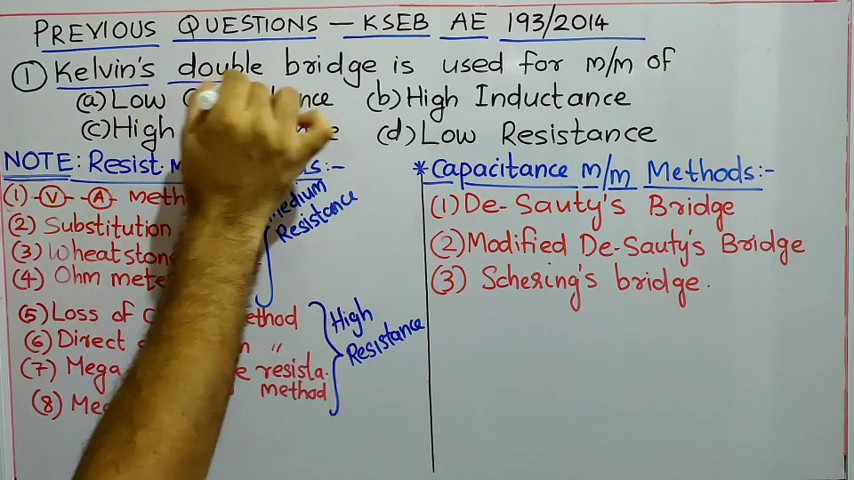 PREVIOUS QUESTIONS — KSEB AE 193/2014
① Kelvin's double bridge is used for m/m of
(a) Low (b) High Inductance
(c) High (d) Low Resistance
NOTE: Resist.
(1) -(V)- -(A)-
(2) Substitution
(3) Wheatston
(4) Ohm mete
Medium
Resistance
(5) Loss of ethod
(6) Direct "
(7) Mega resista.
(8) method
High
Resistance
*Capacitance m/m Methods:-
(1) De-Sauty's Bridge
(2) Modified De-Sauty's Bridge
(3) Schering's bridge.